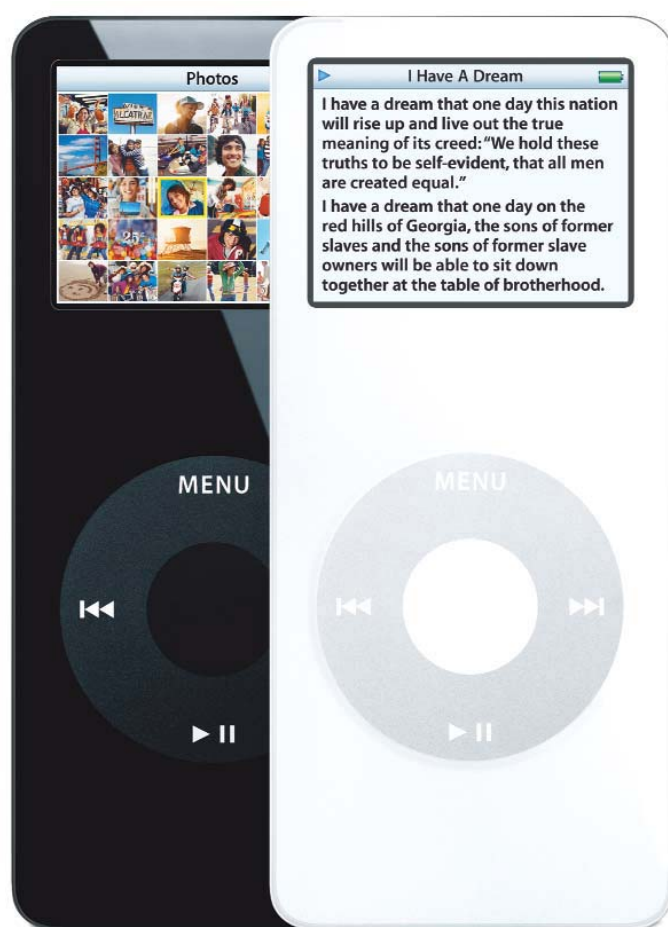 Photos
ALCATRAZ
MENU
I Have A Dream
I have a dream that one day this nation
will rise up and live out the true
meaning of its creed: “We hold these
truths to be self-evident, that all men
are created equal.”
I have a dream that one day on the
red hills of Georgia, the sons of former
slaves and the sons of former slave
owners will be able to sit down
together at the table of brotherhood.
MENU